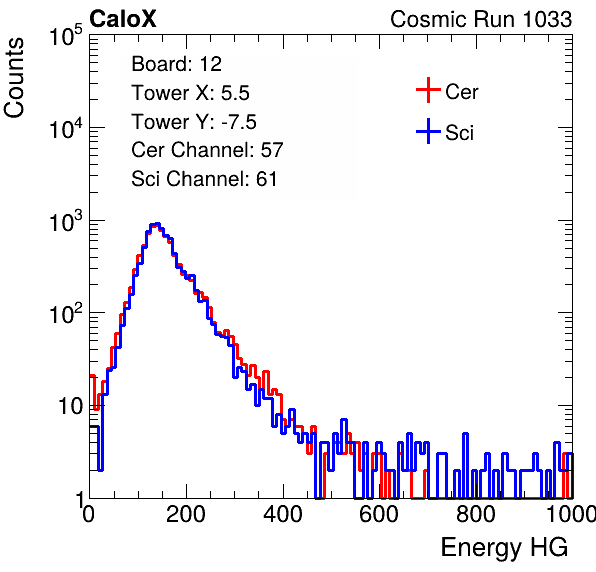 CaloX Cosmic Run 1033
Counts
10^5
10^4
10^3
10^2
10
1
Board: 12
Tower X: 5.5
Tower Y: -7.5
Cer Channel: 57
Sci Channel: 61
Cer
Sci
0 200 400 600 800 1000
Energy HG